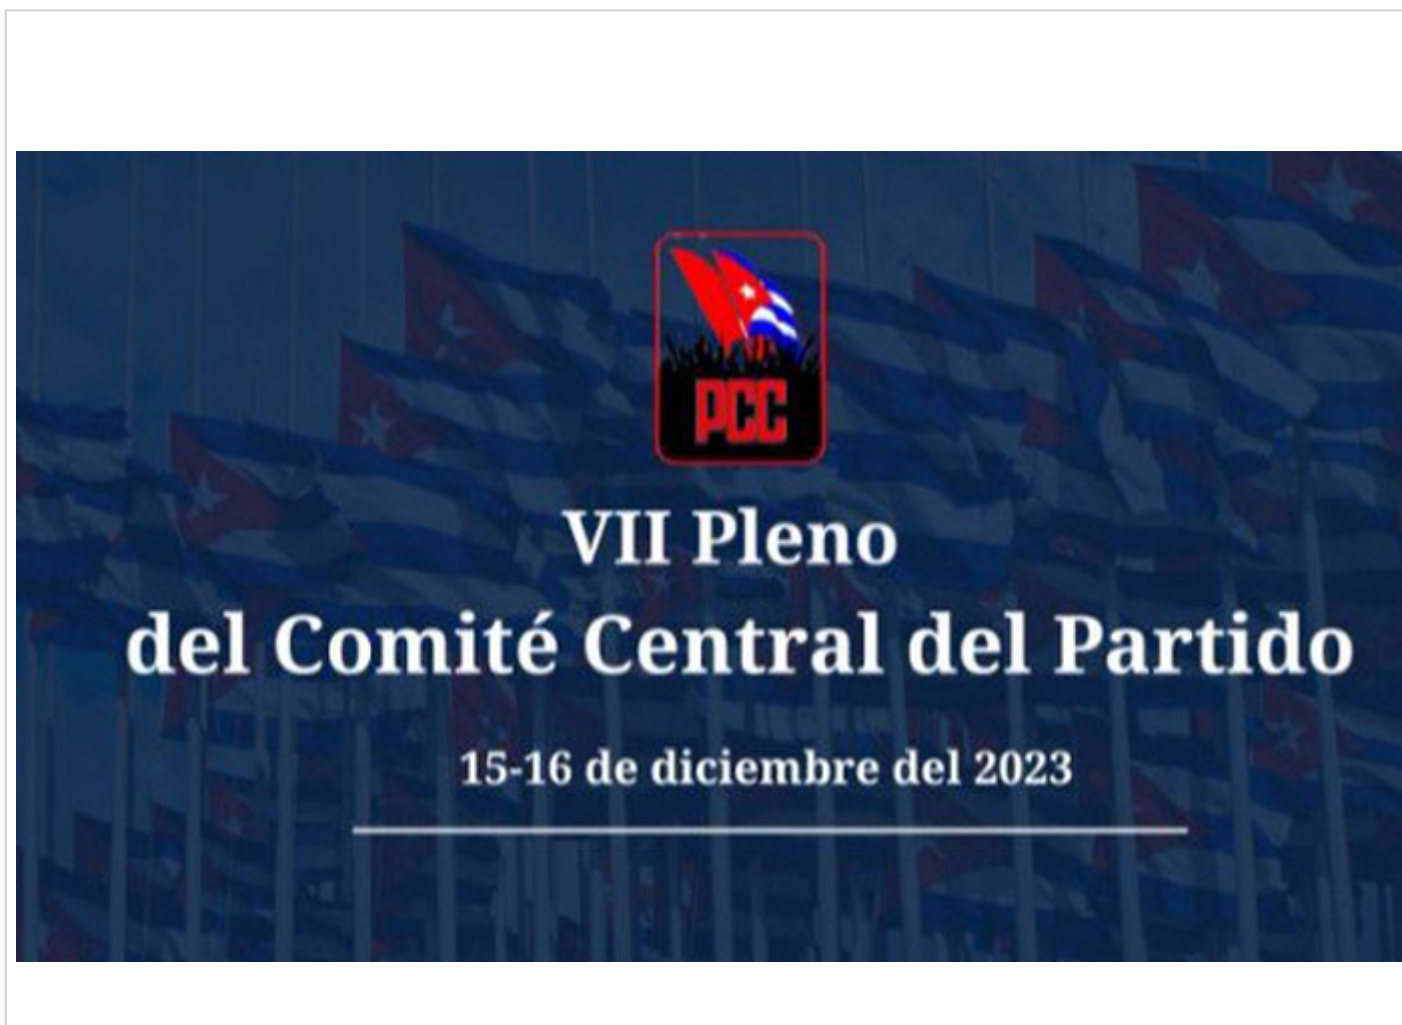 PCC
VII Pleno
del Comité Central del Partido
15-16 de diciembre del 2023